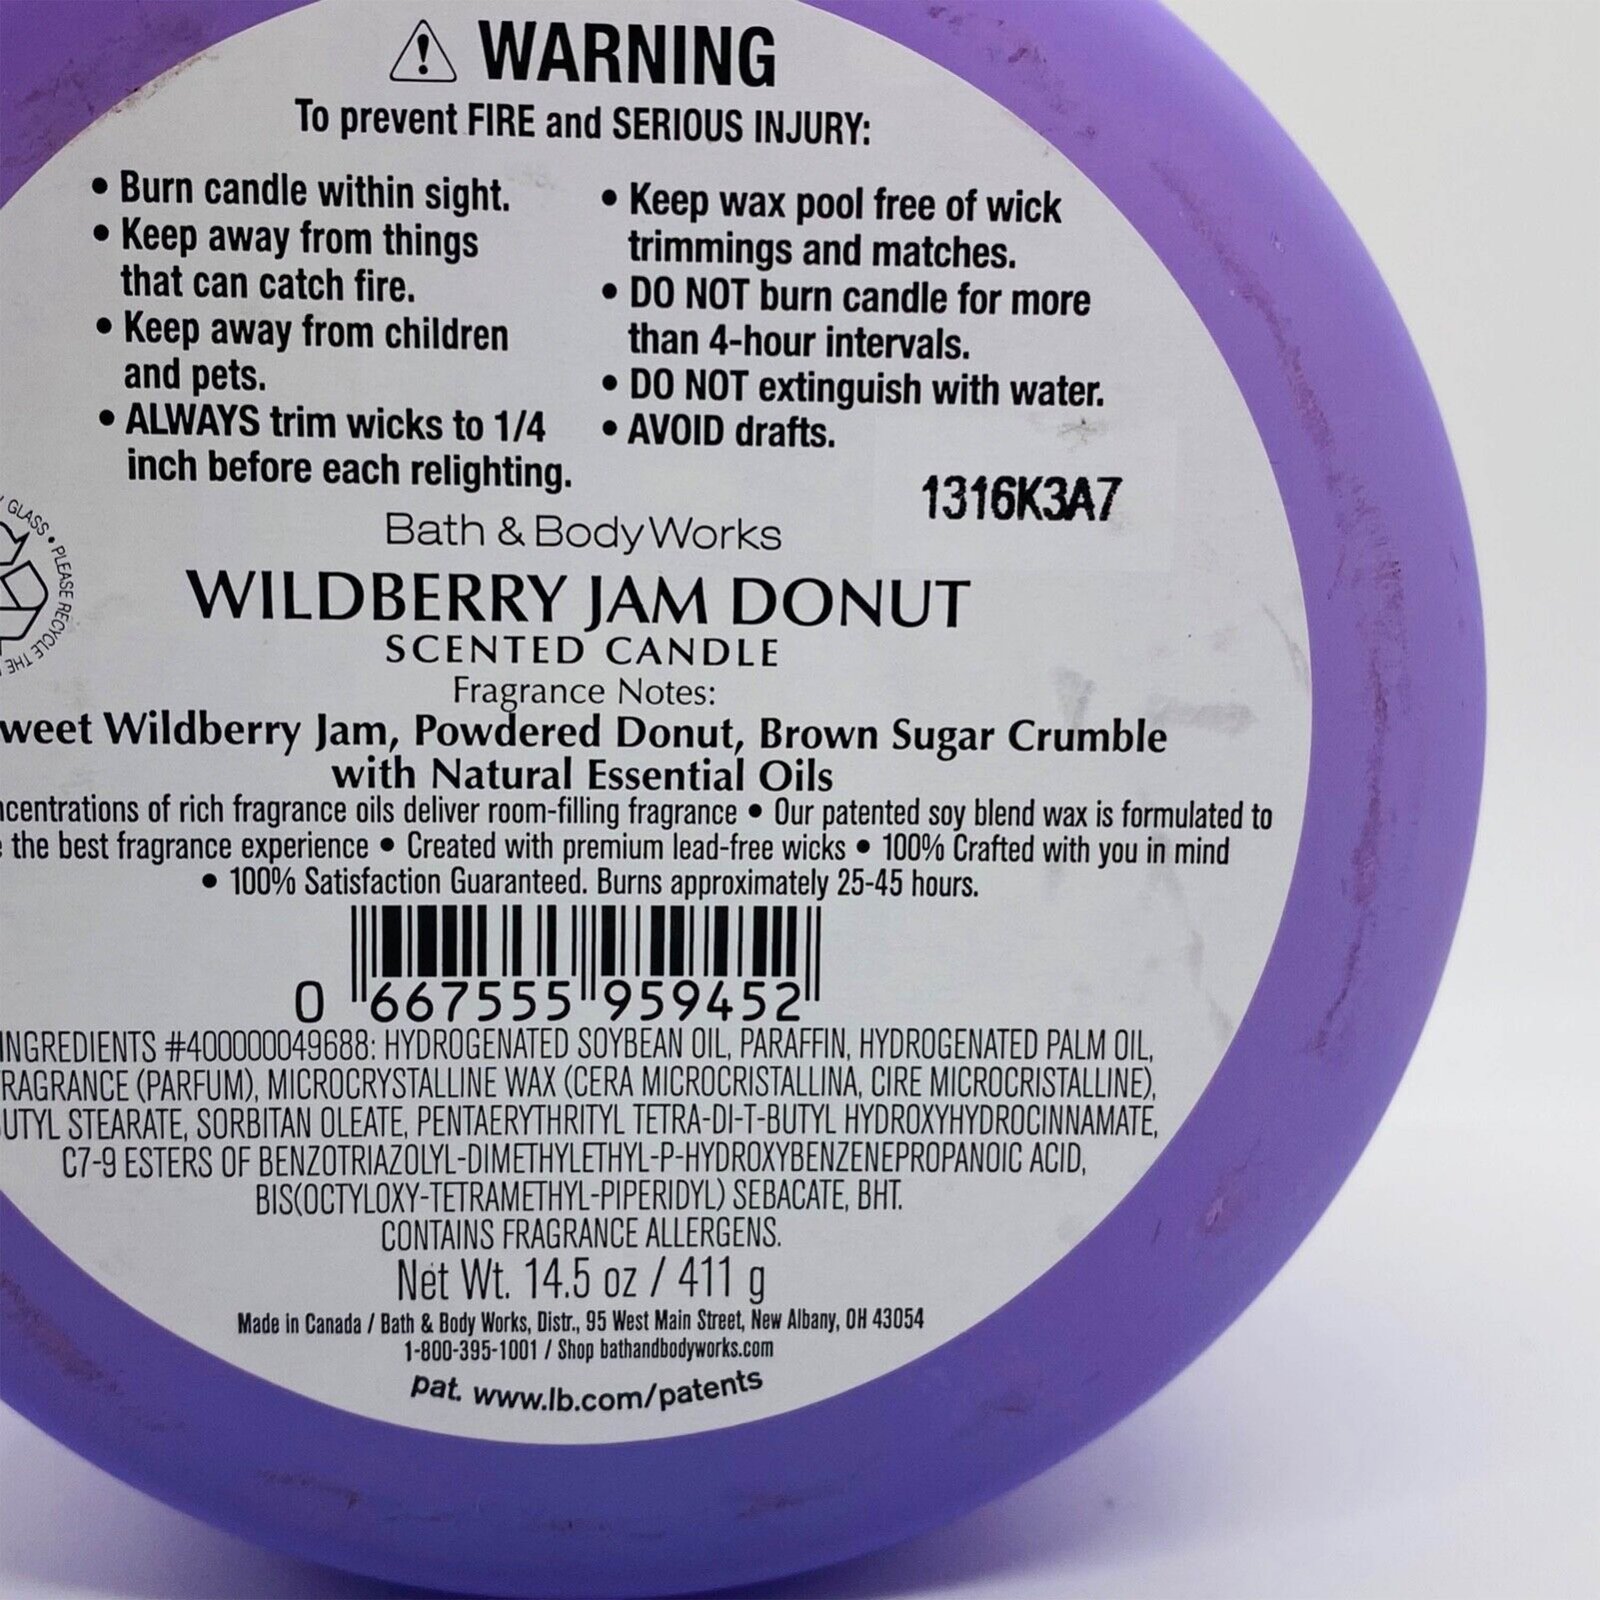 WARNING
To prevent FIRE and SERIOUS INJURY:
• Burn candle within sight.
• Keep away from things
that can catch fire.
• Keep away from children
and pets.
• ALWAYS trim wicks to 1/4
inch before each relighting.
• Keep wax pool free of wick
trimmings and matches.
• DO NOT burn candle for more
than 4-hour intervals.
• DO NOT extinguish with water.
• AVOID drafts.
1316K3A7
GLASS • PLEASE RECYCLE THE
Bath & Body Works
WILDBERRY JAM DONUT
SCENTED CANDLE
Fragrance Notes:
weet Wildberry Jam, Powdered Donut, Brown Sugar Crumble
with Natural Essential Oils
centrations of rich fragrance oils deliver room-filling fragrance • Our patented soy blend wax is formulated to
the best fragrance experience • Created with premium lead-free wicks • 100% Crafted with you in mind
• 100% Satisfaction Guaranteed. Burns approximately 25-45 hours.
0 667555 959452
INGREDIENTS #400000049688: HYDROGENATED SOYBEAN OIL, PARAFFIN, HYDROGENATED PALM OIL,
RAGRANCE (PARFUM), MICROCRYSTALLINE WAX (CERA MICROCRISTALLINA, CIRE MICROCRISTALLINE),
UTYL STEARATE, SORBITAN OLEATE, PENTAERYTHRITYL TETRA-DI-T-BUTYL HYDROXYHYDROCINNAMATE,
C7-9 ESTERS OF BENZOTRIAZOLYL-DIMETHYLETHYL-P-HYDROXYBENZENEPROPANOIC ACID,
BIS(OCTYLOXY-TETRAMETHYL-PIPERIDYL) SEBACATE, BHT.
CONTAINS FRAGRANCE ALLERGENS.
Net Wt. 14.5 oz / 411 g
Made in Canada / Bath & Body Works, Distr., 95 West Main Street, New Albany, OH 43054
1-800-395-1001 / Shop bathandbodyworks.com
pat. www.lb.com/patents